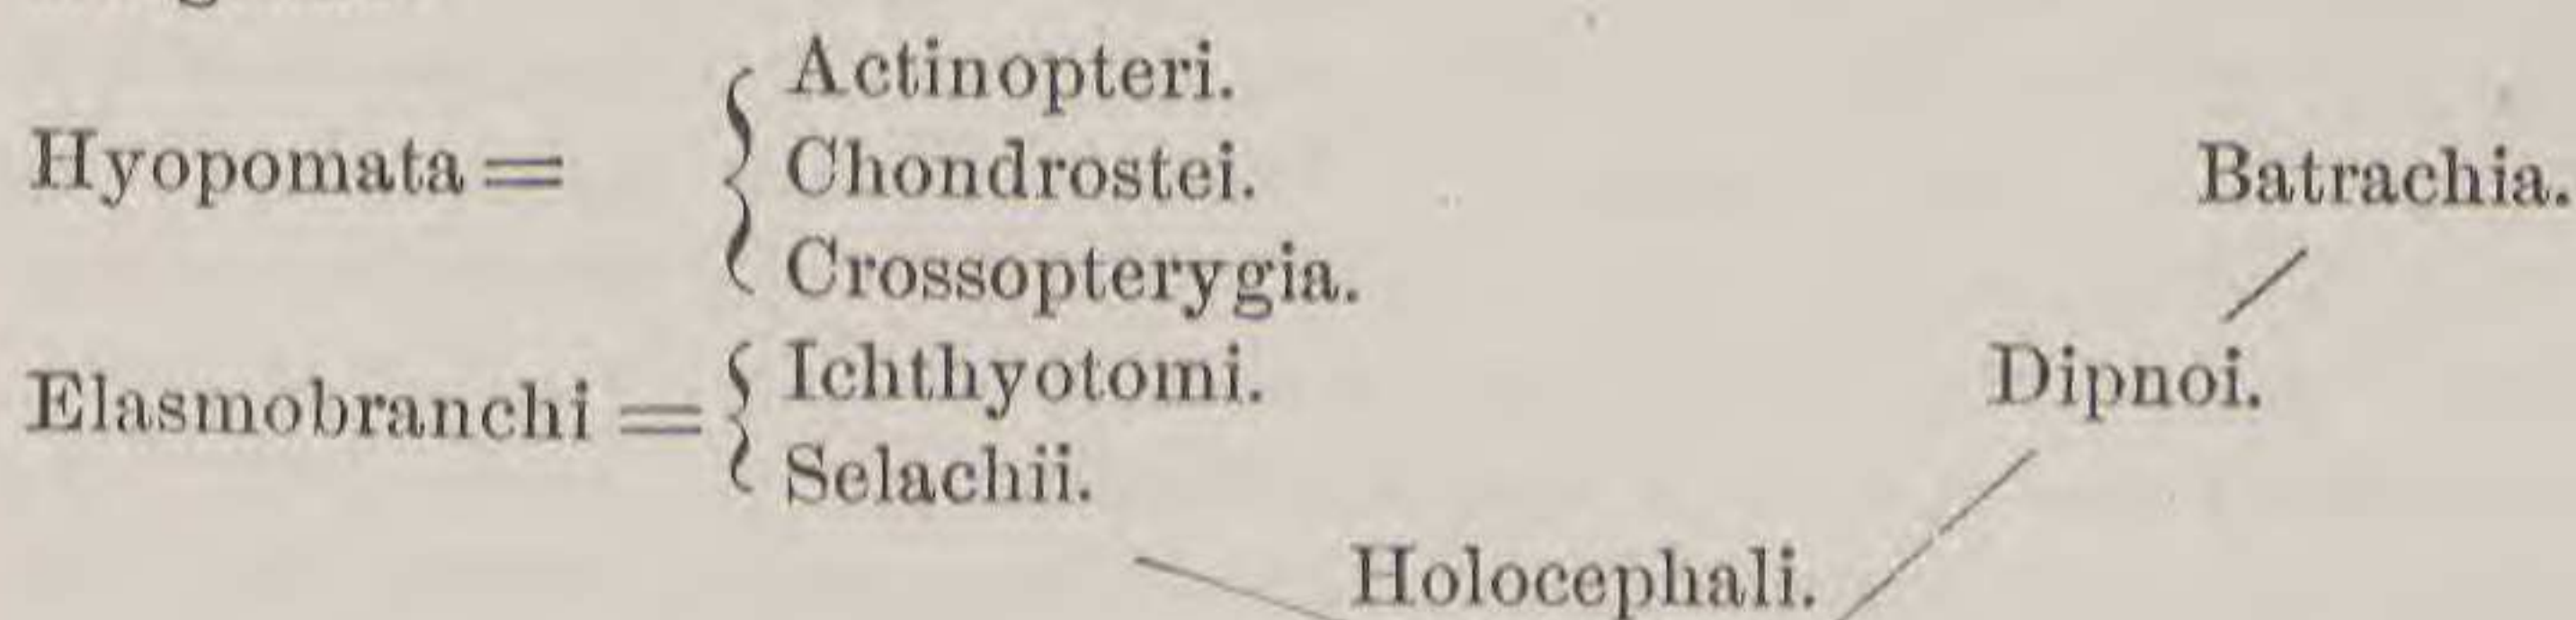 Actinopteri.
Hyopomata = { Chondrostei.
Crossopterygia.
Batrachia.
Elasmobranchi = { Ichthyotomi.
Selachii.
Dipnoi.
Holocephali.